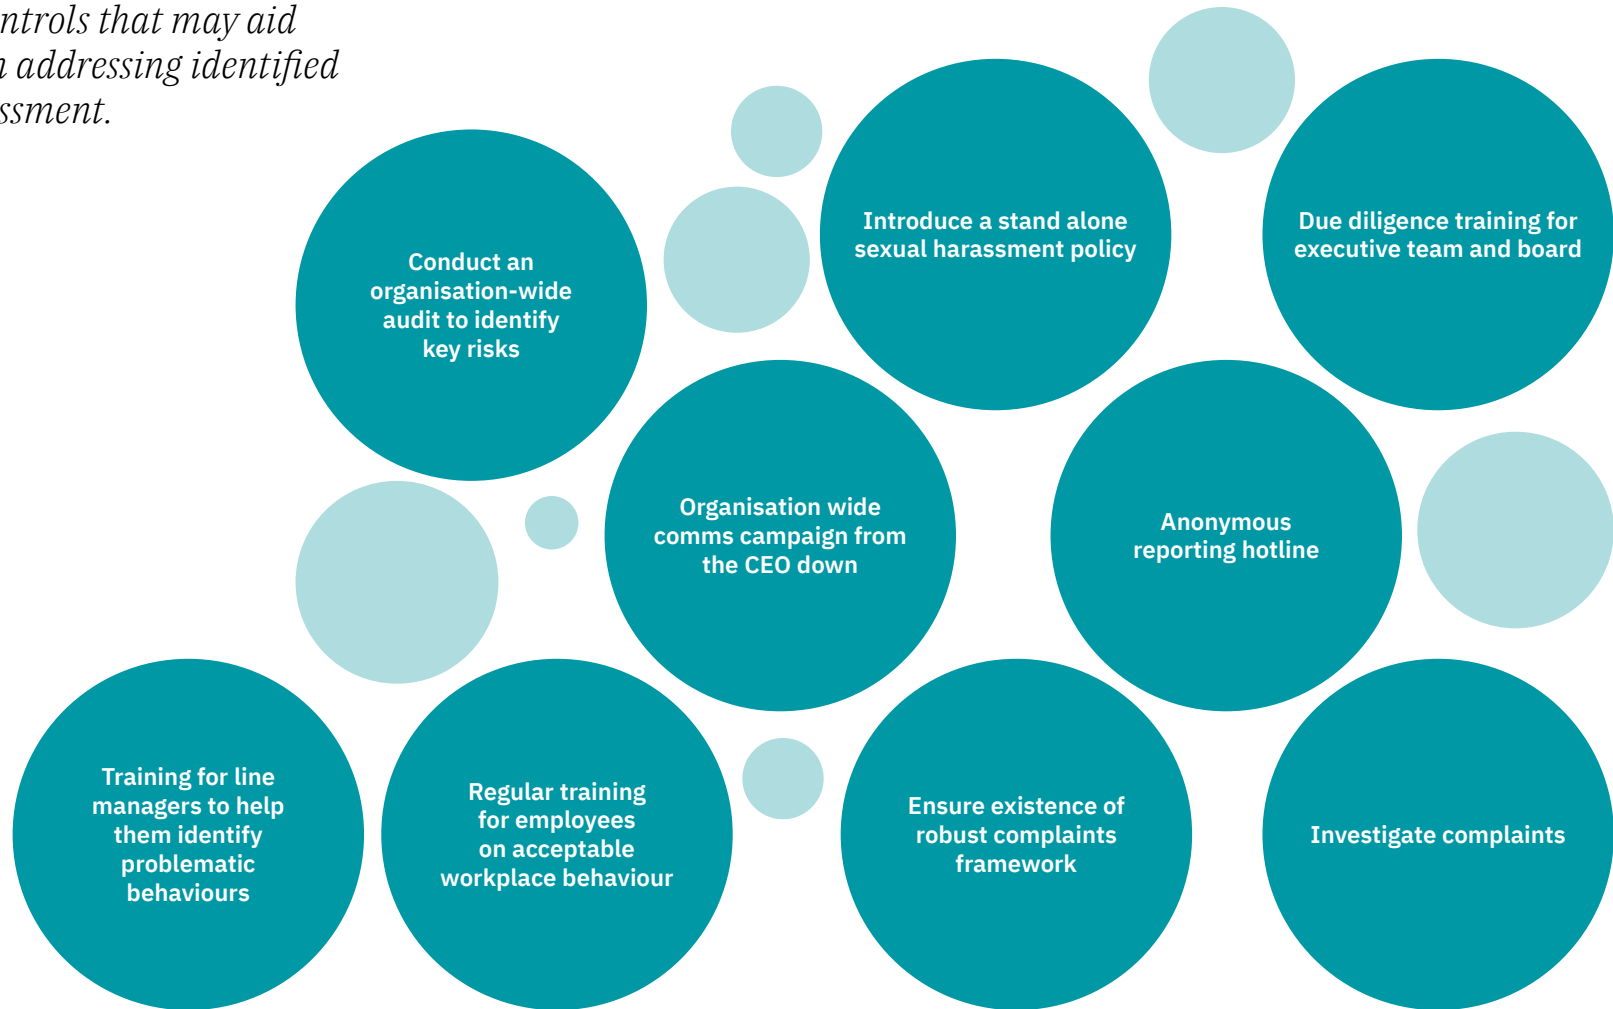 ntrols that may aid
addressing identified
ssment.
Introduce a stand alone
sexual harassment policy
Due diligence training for
executive team and board
Conduct an
organisation-wide
audit to identify
key risks
Organisation wide
comms campaign from
the CEO down
Anonymous
reporting hotline
Training for line
managers to help
them identify
problematic
behaviours
Regular training
for employees
on acceptable
workplace behaviour
Ensure existence of
robust complaints
framework
Investigate complaints